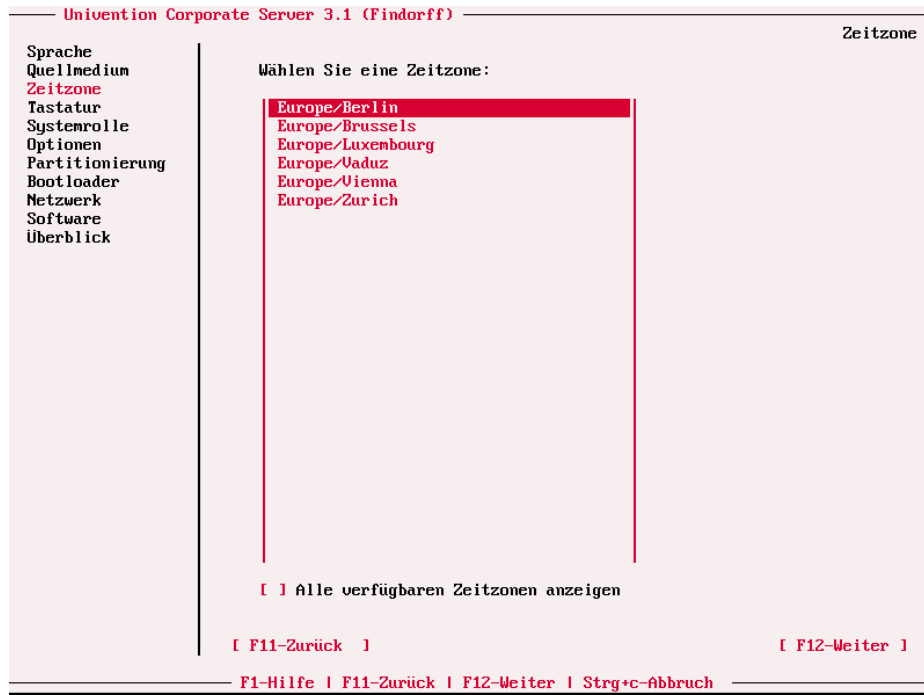 Univention Corporate Server 3.1 (Findorff)
Zeitzone
Sprache
Quellmedium
Zeitzone
Tastatur
Systemrolle
Optionen
Partitionierung
Bootloader
Netzwerk
Software
Überblick
Wählen Sie eine Zeitzone:
Europe/Berlin
Europe/Brussels
Europe/Luxembourg
Europe/Vaduz
Europe/Vienna
Europe/Zurich
[ ] Alle verfügbaren Zeitzonen anzeigen
[ F11-Zurück ]
[ F12-Weiter ]
F1-Hilfe | F11-Zurück | F12-Weiter | Strg+c-Abbruch